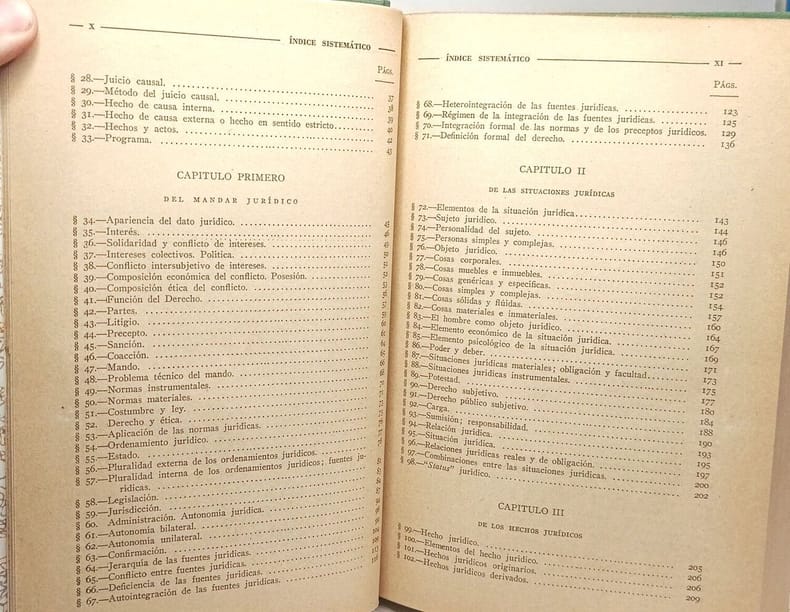 X
ÍNDICE SISTEMÁTICO
PÁGS.
§ 28.—Juicio causal. 37
§ 29.—Método del juicio causal. 38
§ 30.—Hecho de causa interna. 39
§ 31.—Hecho de causa externa o hecho en sentido estricto. 40
§ 32.—Hechos y actos. 42
§ 33.—Programa. 43
CAPITULO PRIMERO
DEL MANDAR JURÍDICO
§ 34.—Apariencia del dato jurídico. 45
§ 35.—Interés. 46
§ 36.—Solidaridad y conflicto de intereses.
§ 37.—Intereses colectivos. Política.
§ 38.—Conflicto intersubjetivo de intereses.
§ 39.—Composición económica del conflicto. Posesión.
§ 40.—Composición ética del conflicto.
§ 41.—Función del Derecho.
§ 42.—Partes.
§ 43.—Litigio.
§ 44.—Precepto.
§ 45.—Sanción.
§ 46.—Coacción.
§ 47.—Mando.
§ 48.—Problema técnico del mando.
§ 49.—Normas instrumentales.
§ 50.—Normas materiales.
§ 51.—Costumbre y ley.
§ 52. Derecho y ética.
§ 53.—Aplicación de las normas jurídicas.
§ 54.—Ordenamiento jurídico.
§ 55.—Estado.
§ 56.—Pluralidad externa de los ordenamientos jurídicos.
§ 57.—Pluralidad interna de los ordenamientos jurídicos; fuentes ju-
rídicas.
§ 58.—Legislación.
§ 59.—Jurisdicción.
§ 60. Administración. Autonomía jurídica.
§ 61.—Autonomía bilateral.
§ 62.—Autonomía unilateral.
§ 63.—Confirmación.
§ 64.—Jerarquía de las fuentes jurídicas.
§ 65.—Conflicto entre fuentes jurídicas.
§ 66.—Deficiencia de las fuentes jurídicas.
§ 67.—Autointegración de las fuentes jurídicas.
ÍNDICE SISTEMÁTICO
XI
PÁGS.
§ 68.—Heterointegración de las fuentes jurídicas. 123
§ 69.—Régimen de la integración de las fuentes jurídicas. 125
§ 70.—Integración formal de las normas y de los preceptos jurídicos. 129
§ 71.—Definición formal del derecho. 136
CAPITULO II
DE LAS SITUACIONES JURÍDICAS
§ 72.—Elementos de la situación jurídica. 143
§ 73.—Sujeto jurídico. 144
§ 74.—Personalidad del sujeto. 146
§ 75.—Personas simples y complejas. 146
§ 76.—Objeto jurídico. 150
§ 77.—Cosas corporales. 151
§ 78.—Cosas muebles e inmuebles. 152
§ 79.—Cosas genéricas y específicas. 152
§ 80.—Cosas simples y complejas. 154
§ 81.—Cosas sólidas y flúidas. 157
§ 82.—Cosas materiales e inmateriales. 160
§ 83.—El hombre como objeto jurídico. 164
§ 84.—Elemento económico de la situación jurídica. 167
§ 85.—Elemento psicológico de la situación jurídica. 169
§ 86.—Poder y deber. 171
§ 87.—Situaciones jurídicas materiales; obligación y facultad. 173
§ 88.—Situaciones jurídicas instrumentales. 175
§ 89.—Potestad. 177
§ 90.—Derecho subjetivo. 180
§ 91.—Derecho público subjetivo. 184
§ 92.—Carga. 188
§ 93.—Sumisión; responsabilidad. 190
§ 94.—Relación jurídica. 193
§ 95.—Situación jurídica. 195
§ 96.—Relaciones jurídicas reales y de obligación. 197
§ 97.—Combinaciones entre las situaciones jurídicas. 200
§ 98.—"Status" jurídico. 202
CAPITULO III
DE LOS HECHOS JURÍDICOS
§ 99.—Hecho jurídico. 205
§ 100.—Elementos del hecho jurídico. 206
§ 101.—Hechos jurídicos originarios. 206
§ 102.—Hechos jurídicos derivados. 209